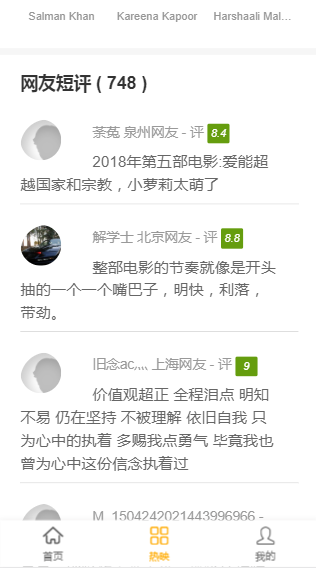 Salman Khan Kareena Kapoor Harshaali Mal...
网友短评 ( 748 )
荼蒐 泉州网友 - 评 8.4
2018年第五部电影:爱能超
越国家和宗教，小萝莉太萌了
解学士 北京网友 - 评 8.8
整部电影的节奏就像是开头
抽的一个一个嘴巴子，明快，利落，
带劲。
旧念ac灬 上海网友 - 评 9
价值观超正 全程泪点 明知
不易 仍在坚持 不被理解 依旧自我 只
为心中的执着 多赐我点勇气 毕竟我也
曾为心中这份信念执着过
M_1504242021443996966 -
首页 热映 我的